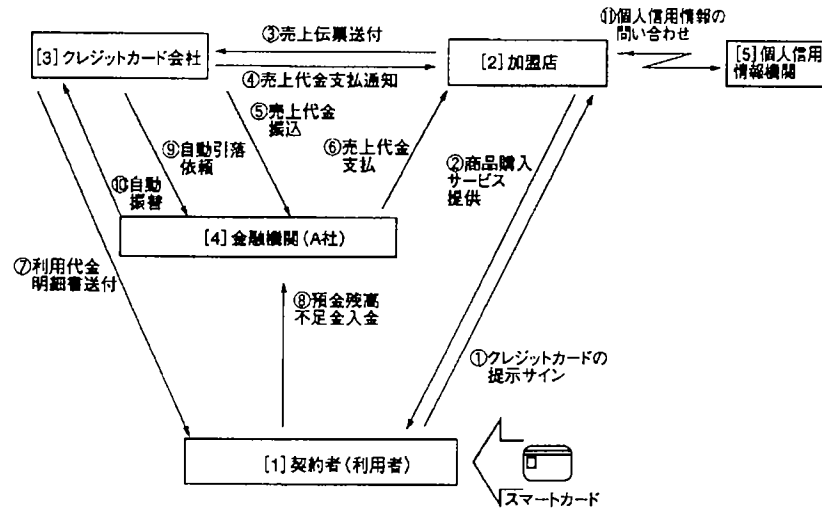 ⑪個人信用情報の
問い合わせ
③売上伝票送付
[3]クレジットカード会社
[2]加盟店
[5]個人信用
情報機関
④売上代金支払通知
⑤売上代金
振込
⑨自動引落
依頼
⑥売上代金
支払
②商品購入
サービス
提供
⑩自動
振替
[4]金融機関(A社)
⑦利用代金
明細書送付
⑧預金残高
不足金入金
①クレジットカードの
提示サイン
[1]契約者(利用者)
スマートカード